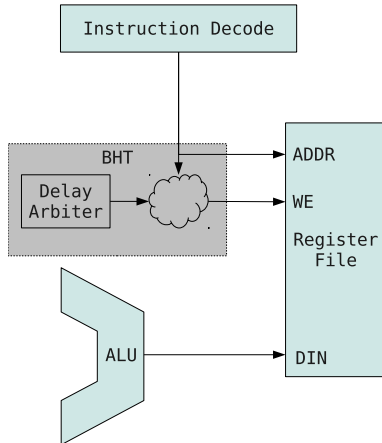 Instruction Decode
BHT
Delay
Arbiter
ADDR
WE
Register
File
ALU
DIN